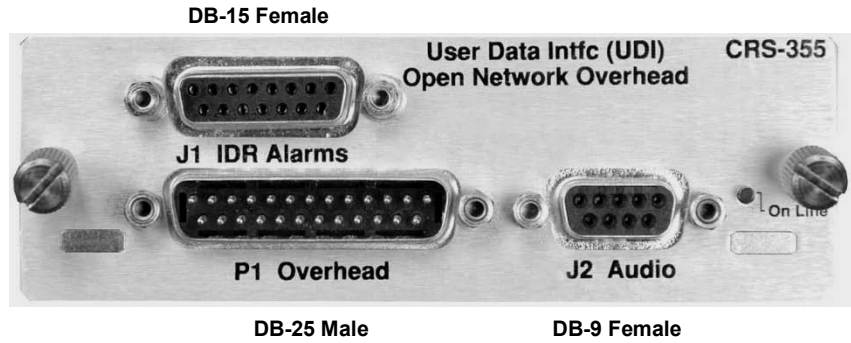 DB-15 Female
User Data Intfc (UDI)
Open Network Overhead
CRS-355
J1 IDR Alarms
On Line
P1 Overhead
J2 Audio
DB-25 Male
DB-9 Female